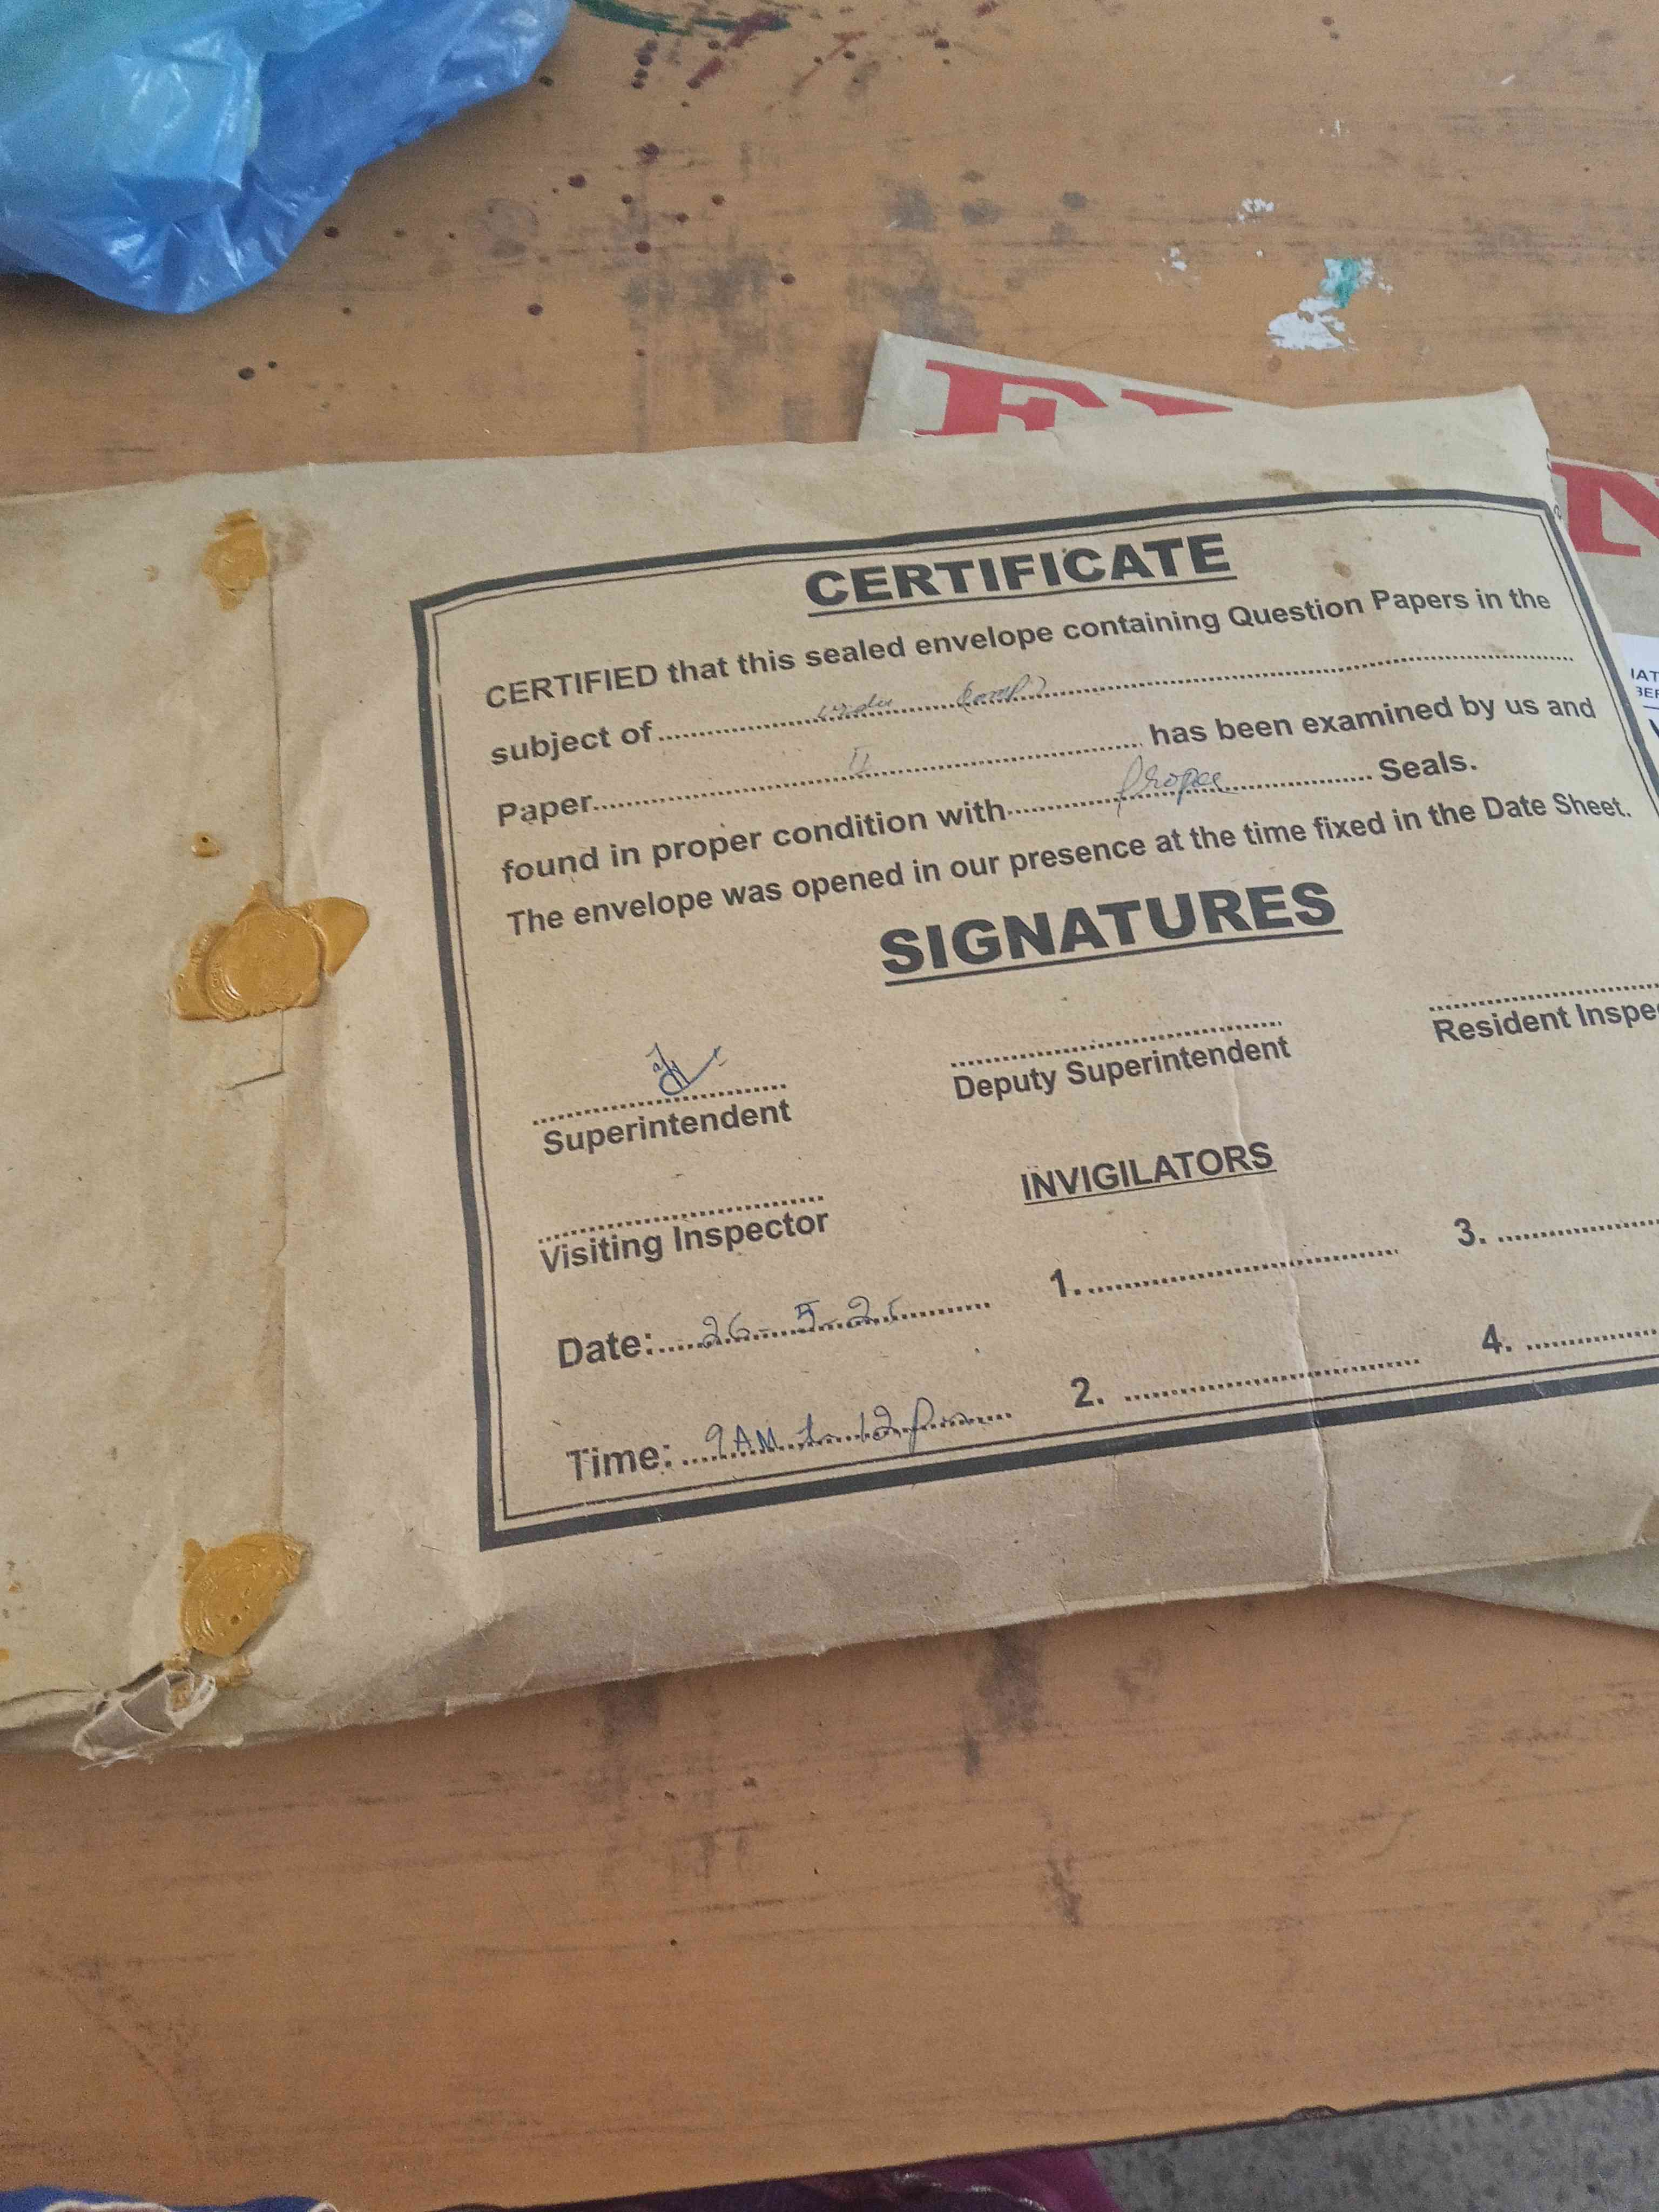 CERTIFICATE
CERTIFIED that this sealed envelope containing Question Papers in the
subject of urdu (comp)
Paper II has been examined by us and
found in proper condition with proper Seals.
The envelope was opened in our presence at the time fixed in the Date Sheet.
SIGNATURES
Superintendent
Deputy Superintendent
Resident Inspe
Visiting Inspector
INVIGILATORS
1.
3.
Date: 26-5-25
2.
4.
Time: 9AM to 12pm